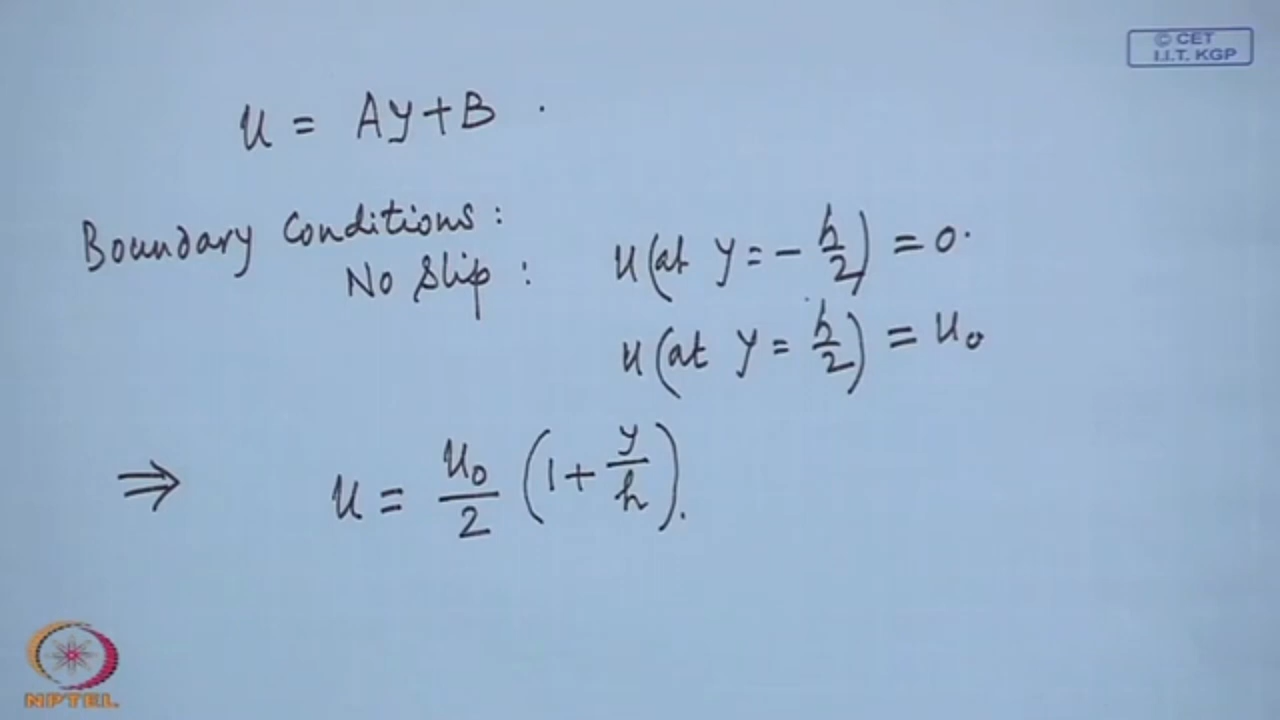 © CET
I.I.T. KGP
u = Ay + B .
Boundary Conditions :
No Slip : u (at y = - h/2) = 0.
u (at y = h/2) = u₀
⇒ u = u₀/2 (1 + y/h).
NPTEL